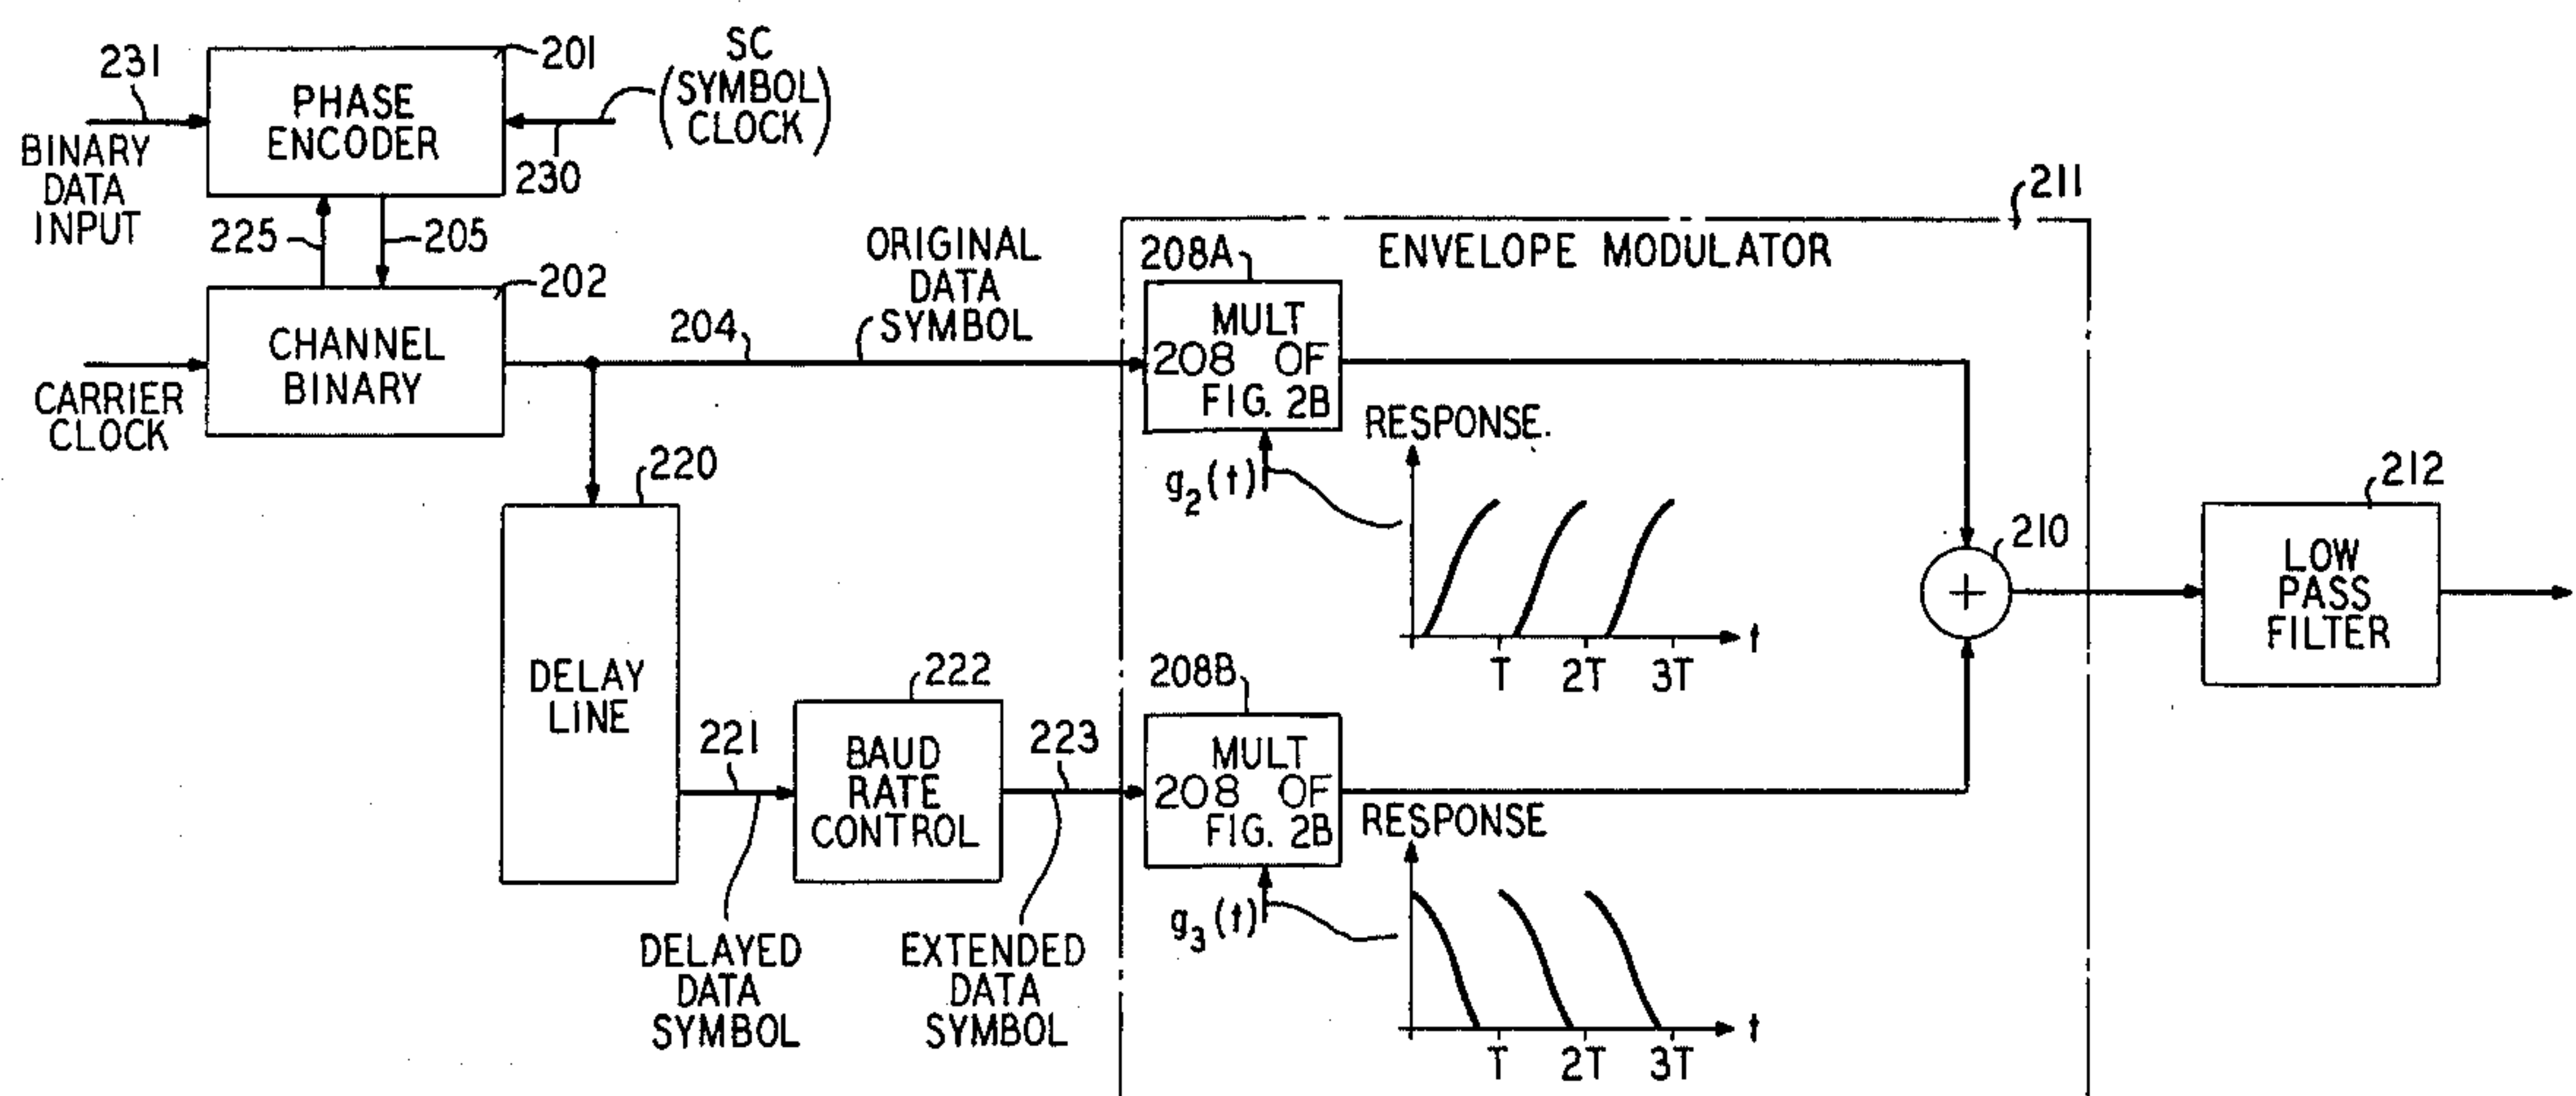 231
BINARY
DATA
INPUT
PHASE
ENCODER
201
SC
(SYMBOL
CLOCK)
230
225
205
CARRIER
CLOCK
CHANNEL
BINARY
202
204
ORIGINAL
DATA
SYMBOL
220
DELAY
LINE
221
DELAYED
DATA
SYMBOL
222
BAUD
RATE
CONTROL
223
EXTENDED
DATA
SYMBOL
211
ENVELOPE MODULATOR
208A
MULT
208 OF
FIG. 2B
g2(t)
RESPONSE.
t
T 2T 3T
208B
MULT
208 OF
FIG. 2B
g3(t)
RESPONSE
t
T 2T 3T
210
+
212
LOW
PASS
FILTER